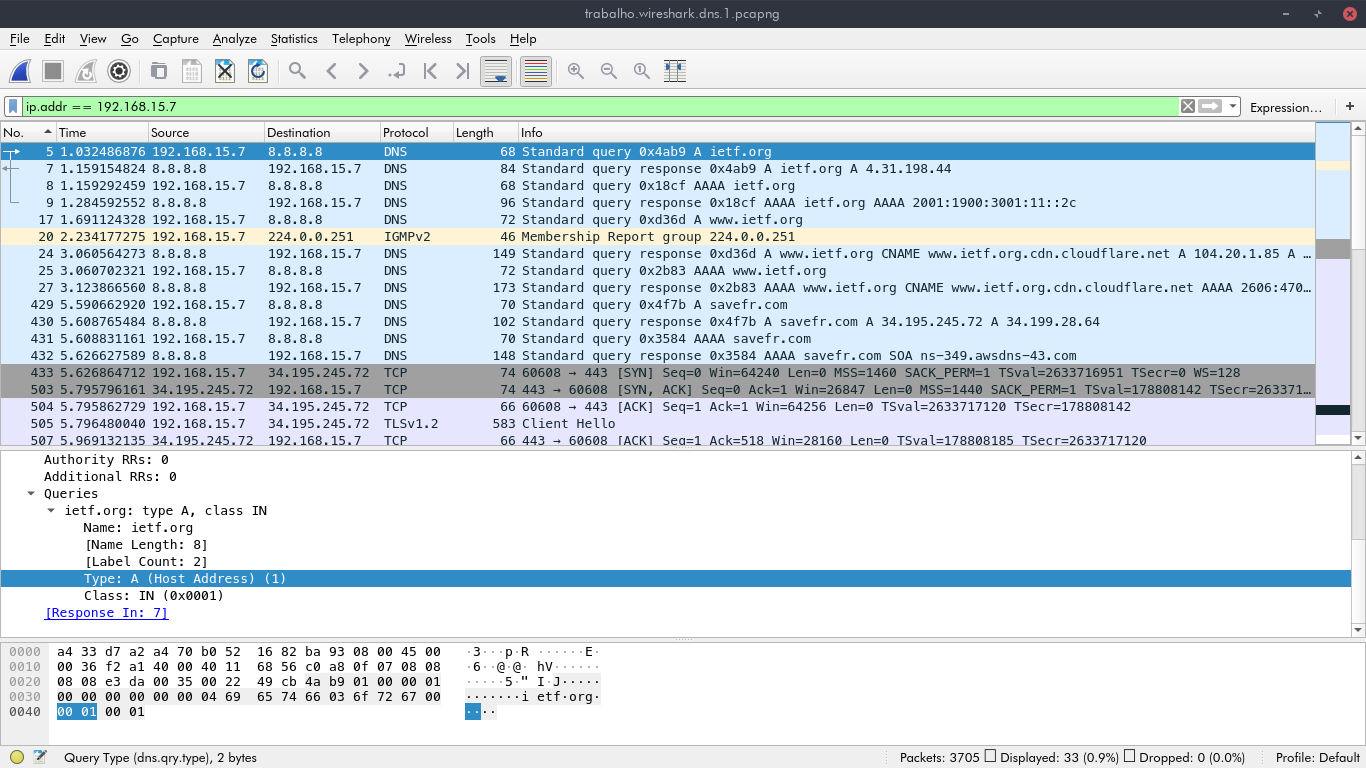 trabalho.wireshark.dns.1.pcapng
File Edit View Go Capture Analyze Statistics Telephony Wireless Tools Help
ip.addr == 192.168.15.7 Expression… +
No. Time Source Destination Protocol Length Info
5 1.032486876 192.168.15.7 8.8.8.8 DNS 68 Standard query 0x4ab9 A ietf.org
7 1.159154824 8.8.8.8 192.168.15.7 DNS 84 Standard query response 0x4ab9 A ietf.org A 4.31.198.44
8 1.159292459 192.168.15.7 8.8.8.8 DNS 68 Standard query 0x18cf AAAA ietf.org
9 1.284592552 8.8.8.8 192.168.15.7 DNS 96 Standard query response 0x18cf AAAA ietf.org AAAA 2001:1900:3001:11::2c
17 1.691124328 192.168.15.7 8.8.8.8 DNS 72 Standard query 0xd36d A www.ietf.org
20 2.234177275 192.168.15.7 224.0.0.251 IGMPv2 46 Membership Report group 224.0.0.251
24 3.060564273 8.8.8.8 192.168.15.7 DNS 149 Standard query response 0xd36d A www.ietf.org CNAME www.ietf.org.cdn.cloudflare.net A 104.20.1.85 A …
25 3.060702321 192.168.15.7 8.8.8.8 DNS 72 Standard query 0x2b83 AAAA www.ietf.org
27 3.123866560 8.8.8.8 192.168.15.7 DNS 173 Standard query response 0x2b83 AAAA www.ietf.org CNAME www.ietf.org.cdn.cloudflare.net AAAA 2606:470…
429 5.590662920 192.168.15.7 8.8.8.8 DNS 70 Standard query 0x4f7b A savefr.com
430 5.608765484 8.8.8.8 192.168.15.7 DNS 102 Standard query response 0x4f7b A savefr.com A 34.195.245.72 A 34.199.28.64
431 5.608831161 192.168.15.7 8.8.8.8 DNS 70 Standard query 0x3584 AAAA savefr.com
432 5.626627589 8.8.8.8 192.168.15.7 DNS 148 Standard query response 0x3584 AAAA savefr.com SOA ns-349.awsdns-43.com
433 5.626864712 192.168.15.7 34.195.245.72 TCP 74 60608 → 443 [SYN] Seq=0 Win=64240 Len=0 MSS=1460 SACK_PERM=1 TSval=2633716951 TSecr=0 WS=128
503 5.795796161 34.195.245.72 192.168.15.7 TCP 74 443 → 60608 [SYN, ACK] Seq=0 Ack=1 Win=26847 Len=0 MSS=1440 SACK_PERM=1 TSval=178808142 TSecr=263371…
504 5.795862729 192.168.15.7 34.195.245.72 TCP 66 60608 → 443 [ACK] Seq=1 Ack=1 Win=64256 Len=0 TSval=2633717120 TSecr=178808142
505 5.796480040 192.168.15.7 34.195.245.72 TLSv1.2 583 Client Hello
507 5.969132135 34.195.245.72 192.168.15.7 TCP 66 443 → 60608 [ACK] Seq=1 Ack=518 Win=28160 Len=0 TSval=178808185 TSecr=2633717120
Authority RRs: 0
Additional RRs: 0
Queries
ietf.org: type A, class IN
Name: ietf.org
[Name Length: 8]
[Label Count: 2]
Type: A (Host Address) (1)
Class: IN (0x0001)
[Response In: 7]
0000 a4 33 d7 a2 a4 70 b0 52 16 82 ba 93 08 00 45 00 ·3···p·R ······E·
0010 00 36 f2 a1 40 00 40 11 68 56 c0 a8 0f 07 08 08 ·6··@·@· hV······
0020 08 08 e3 da 00 35 00 22 49 cb 4a b9 01 00 00 01 ·····5·" I·J·····
0030 00 00 00 00 00 00 04 69 65 74 66 03 6f 72 67 00 ·······i etf·org·
0040 00 01 00 01 ····
Query Type (dns.qry.type), 2 bytes Packets: 3705 Displayed: 33 (0.9%) Dropped: 0 (0.0%) Profile: Default